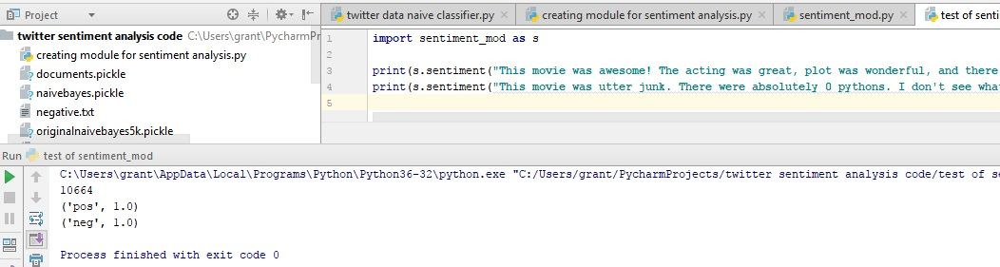 Project
twitter sentiment analysis code C:\Users\grant\PycharmPr
creating module for sentiment analysis.py
documents.pickle
naivebayes.pickle
negative.txt
originalnaivebayes5k.pickle
twitter data naive classifier.py creating module for sentiment analysis.py sentiment_mod.py test of senti
1 import sentiment_mod as s
2
3 print(s.sentiment("This movie was awesome! The acting was great, plot was wonderful, and there
4 print(s.sentiment("This movie was utter junk. There were absolutely 0 pythons. I don't see wha
5
Run test of sentiment_mod
C:\Users\grant\AppData\Local\Programs\Python\Python36-32\python.exe "C:/Users/grant/PycharmProjects/twitter sentiment analysis code/test of se
10664
('pos', 1.0)
('neg', 1.0)
Process finished with exit code 0